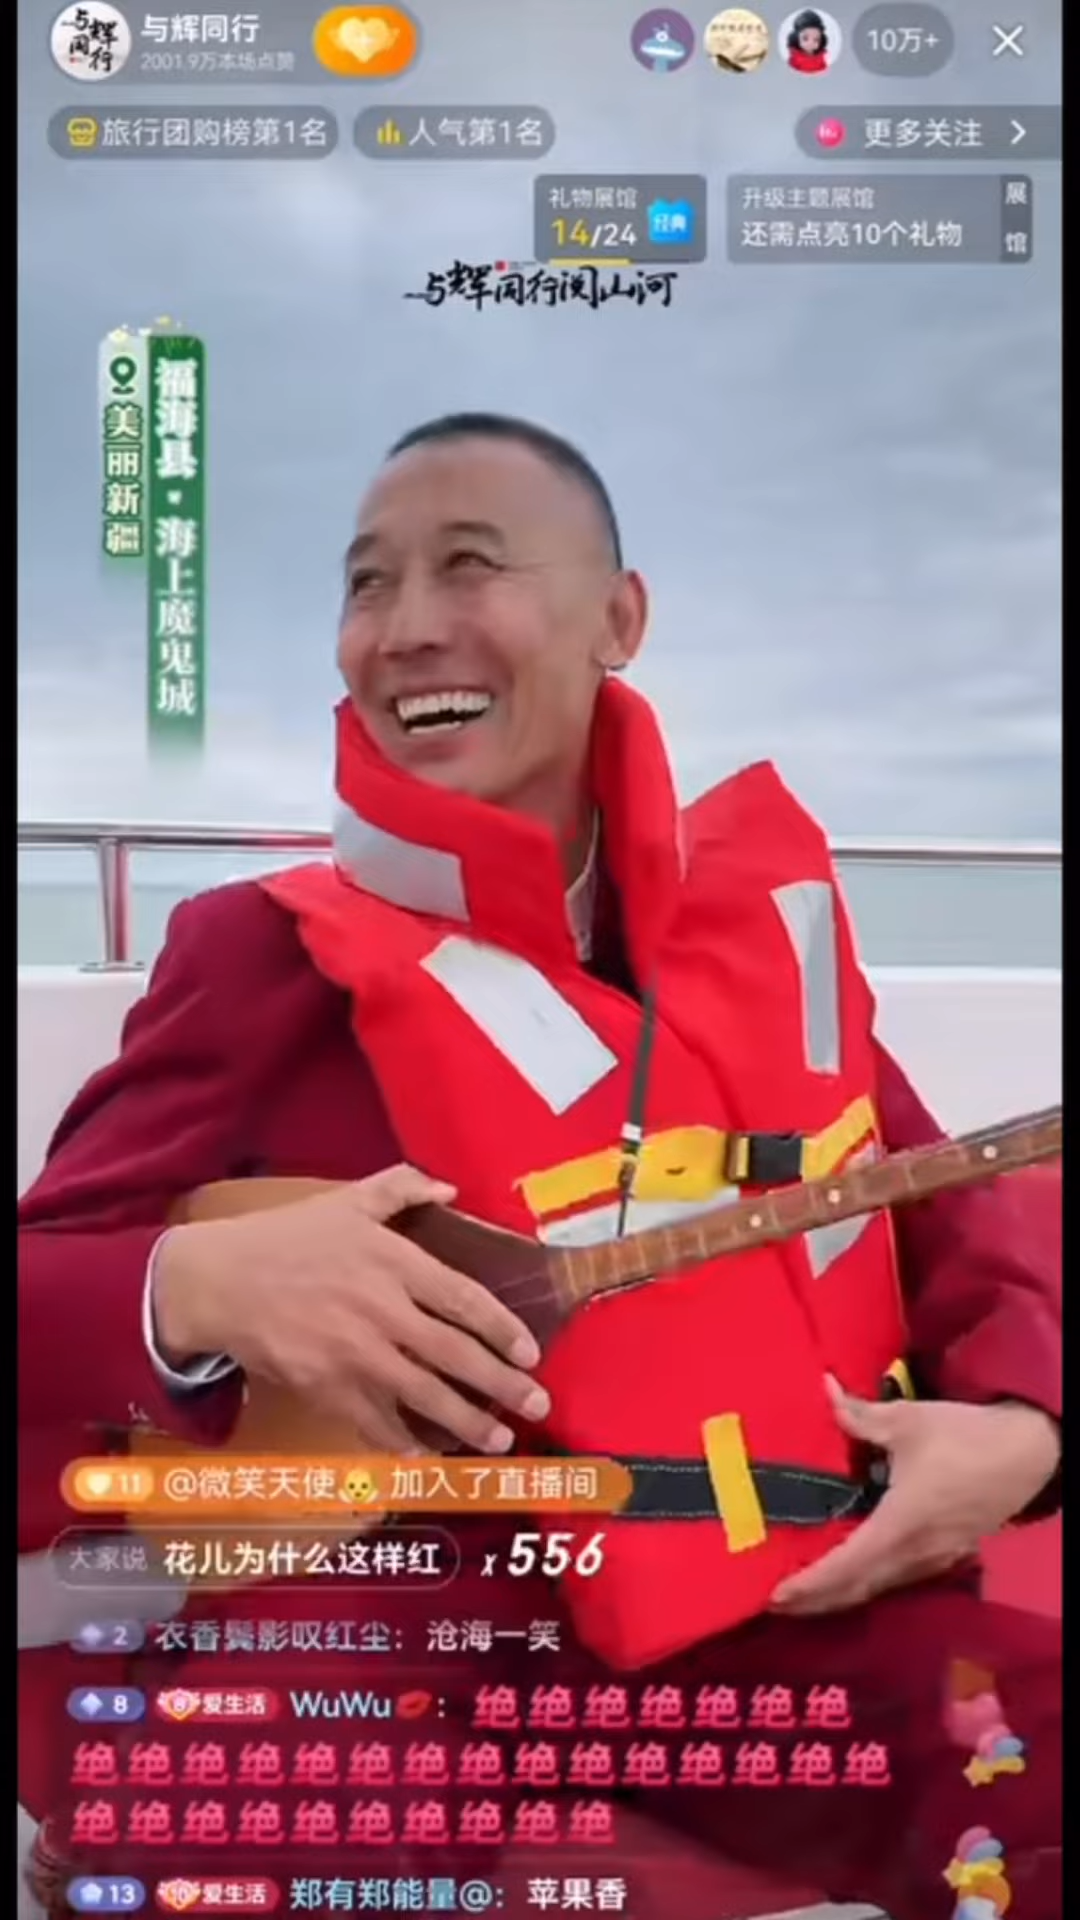 与辉同行
2001.9万本场点赞
10万+
旅行团购榜第1名
人气第1名
更多关注
礼物展馆
14/24
经典
升级主题展馆
还需点亮10个礼物
展馆
与辉同行阅山河
福海县·海上魔鬼城
美丽新疆
11 @微笑天使 加入了直播间
大家说 花儿为什么这样红 x556
2 衣香鬓影叹红尘：沧海一笑
8 爱生活 WuWu：绝绝绝绝绝绝绝
绝绝绝绝绝绝绝绝绝绝绝绝绝绝绝
绝绝绝绝绝绝绝绝绝绝
13 爱生活 郑有郑能量@：苹果香